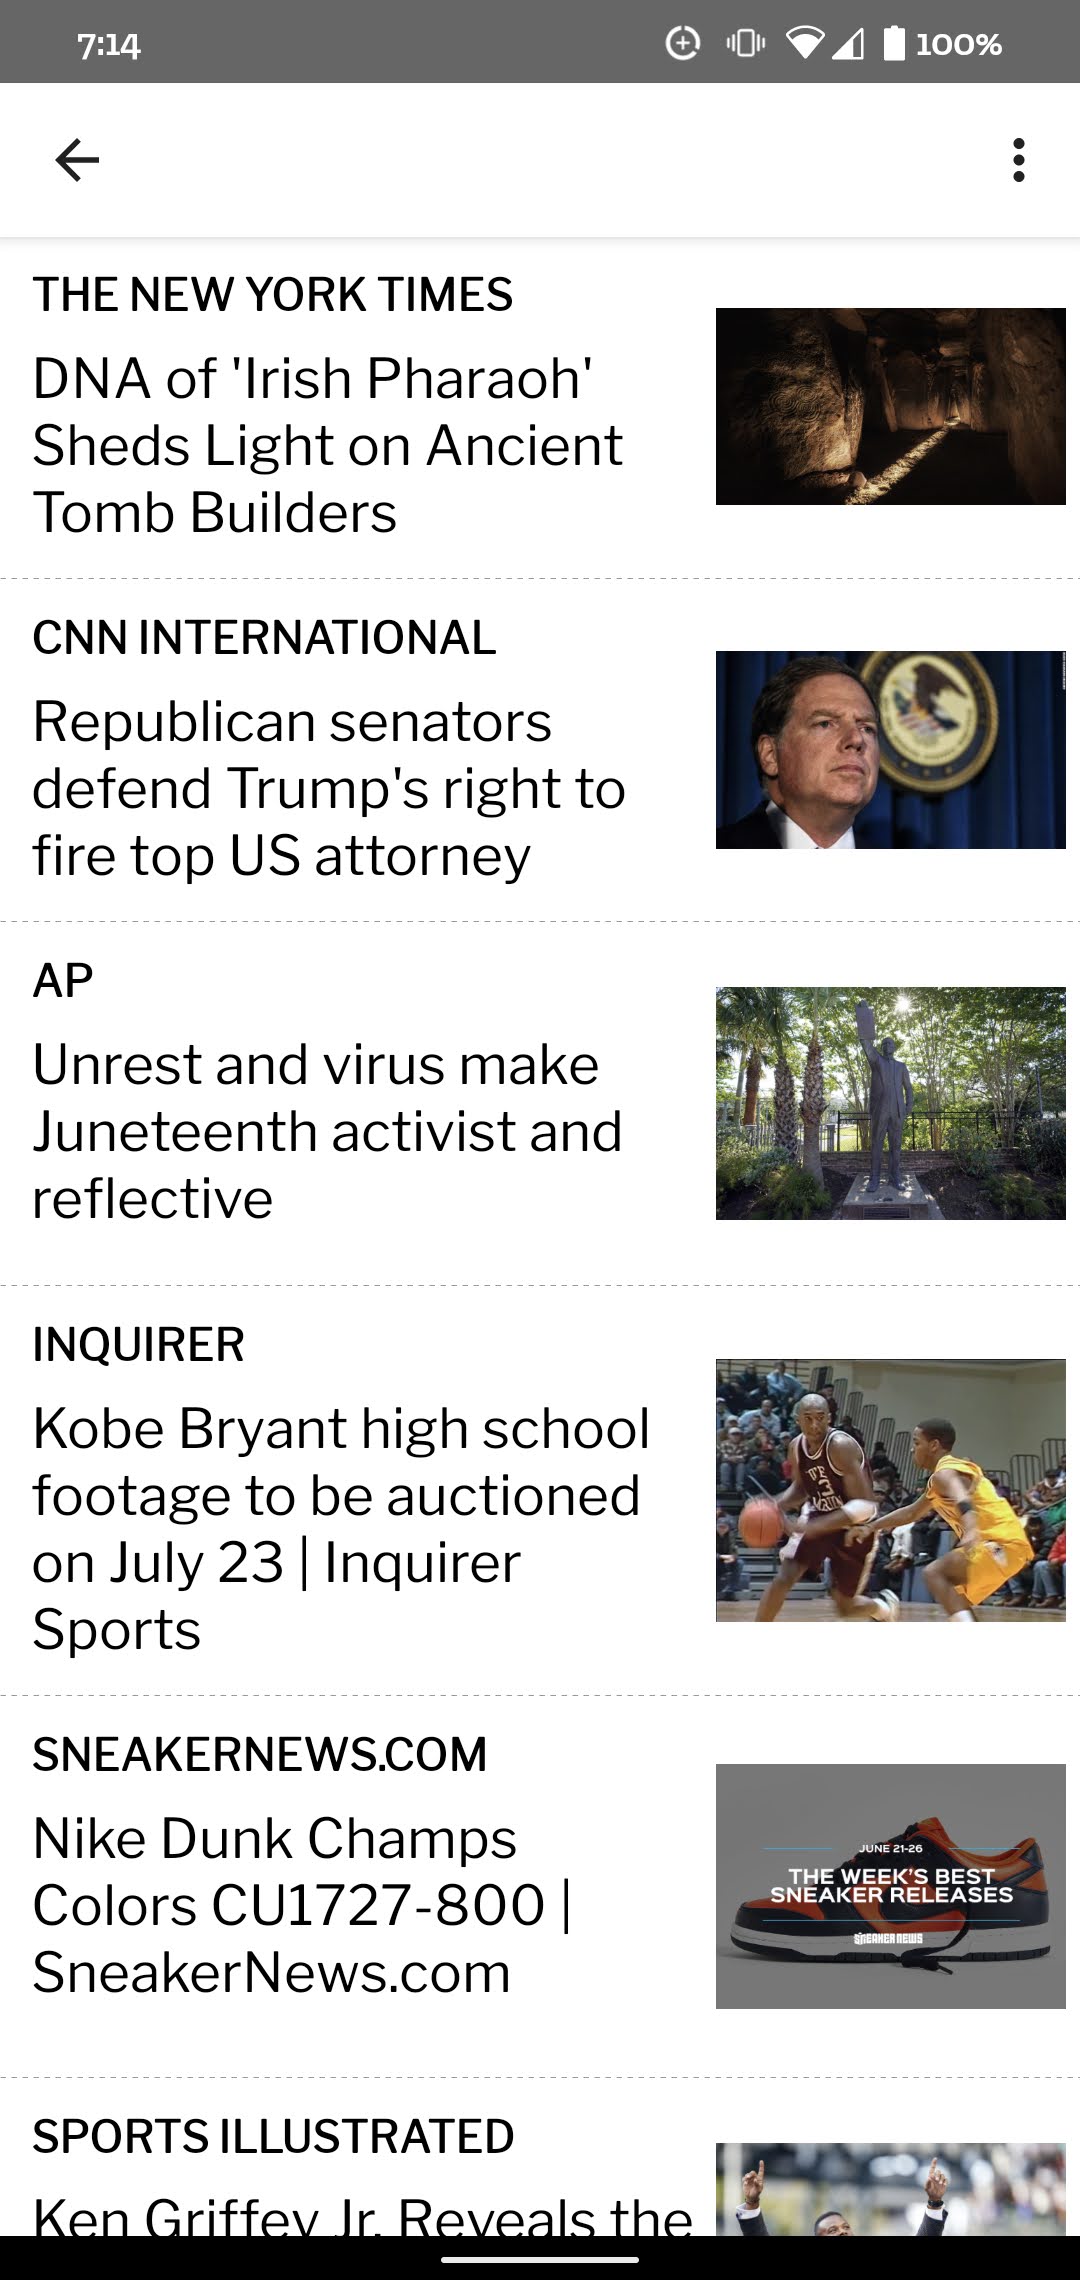 7:14
100%
THE NEW YORK TIMES
DNA of 'Irish Pharaoh'
Sheds Light on Ancient
Tomb Builders
CNN INTERNATIONAL
Republican senators
defend Trump's right to
fire top US attorney
AP
Unrest and virus make
Juneteenth activist and
reflective
INQUIRER
Kobe Bryant high school
footage to be auctioned
on July 23 | Inquirer
Sports
SNEAKERNEWS.COM
Nike Dunk Champs
Colors CU1727-800 |
SneakerNews.com
JUNE 21-26
THE WEEK'S BEST
SNEAKER RELEASES
SNEAKER NEWS
SPORTS ILLUSTRATED
Ken Griffey Jr. Reveals the